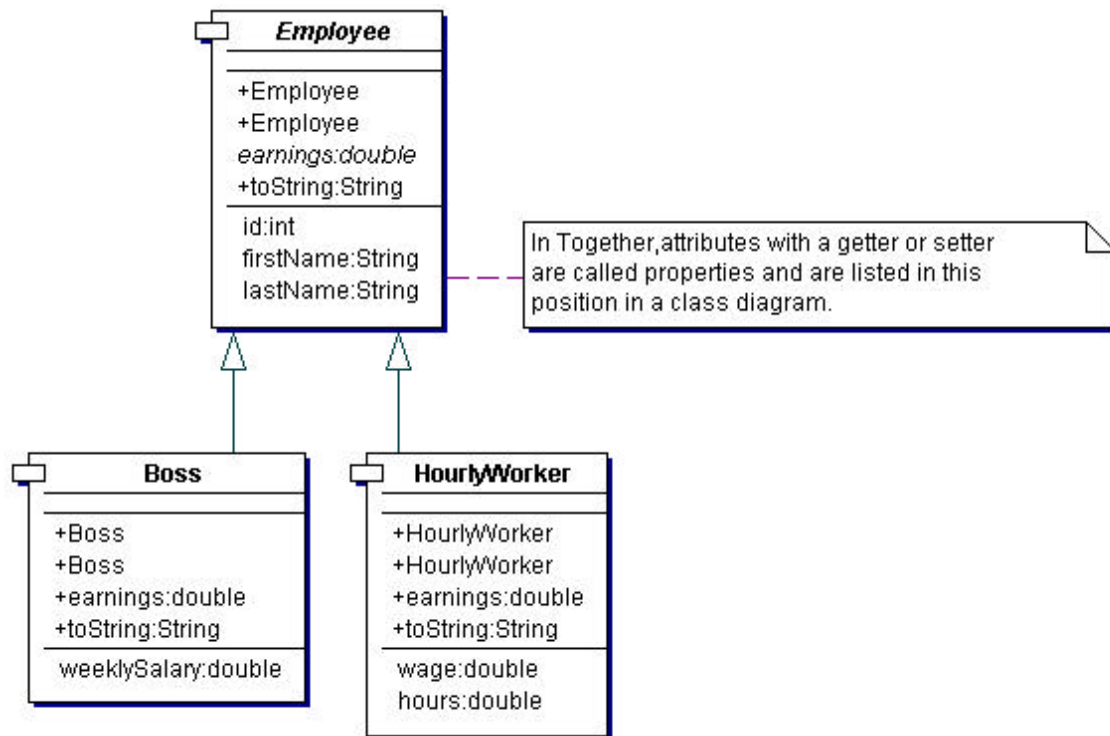 Employee
+Employee
+Employee
earnings:double
+toString:String
id:int
firstName:String
lastName:String
In Together,attributes with a getter or setter
are called properties and are listed in this
position in a class diagram.
Boss
+Boss
+Boss
+earnings:double
+toString:String
weeklySalary:double
HourlyWorker
+HourlyWorker
+HourlyWorker
+earnings:double
+toString:String
wage:double
hours:double